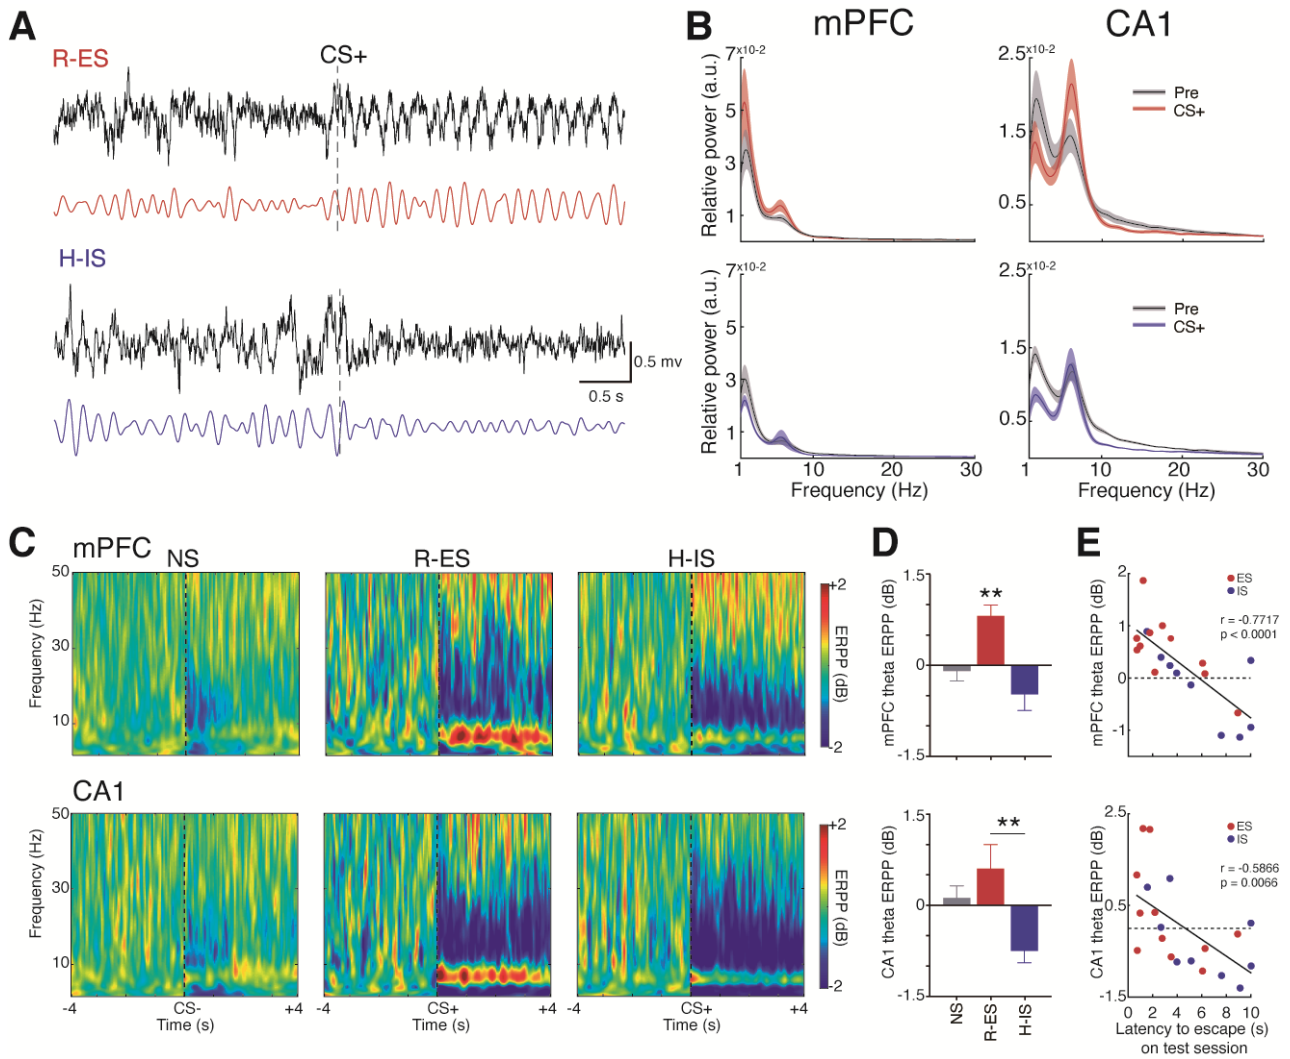 A
R-ES
CS+
H-IS
0.5 mv
0.5 s
B
mPFC
CA1
7x10-2
5
3
1
Relative power (a.u.)
2.5x10-2
1.5
0.5
Pre
CS+
7x10-2
5
3
1
Relative power (a.u.)
1
10
20
30
Frequency (Hz)
2.5x10-2
1.5
0.5
Pre
CS+
1
10
20
30
Frequency (Hz)
C
mPFC
NS
R-ES
H-IS
50
30
10
Frequency (Hz)
+2
ERPP (dB)
-2
CA1
50
30
10
Frequency (Hz)
-4
CS-
+4
Time (s)
-4
CS+
+4
Time (s)
-4
CS+
+4
Time (s)
+2
ERPP (dB)
-2
D
1.5
0
-1.5
mPFC theta ERPP (dB)
**
1.5
0
-1.5
CA1 theta ERPP (dB)
**
NS
R-ES
H-IS
E
2
1
0
-1
mPFC theta ERPP (dB)
ES
IS
r = -0.7717
p < 0.0001
2.5
0.5
-1.5
CA1 theta ERPP (dB)
ES
IS
r = -0.5866
p = 0.0066
0
2
4
6
8
10
Latency to escape (s)
on test session